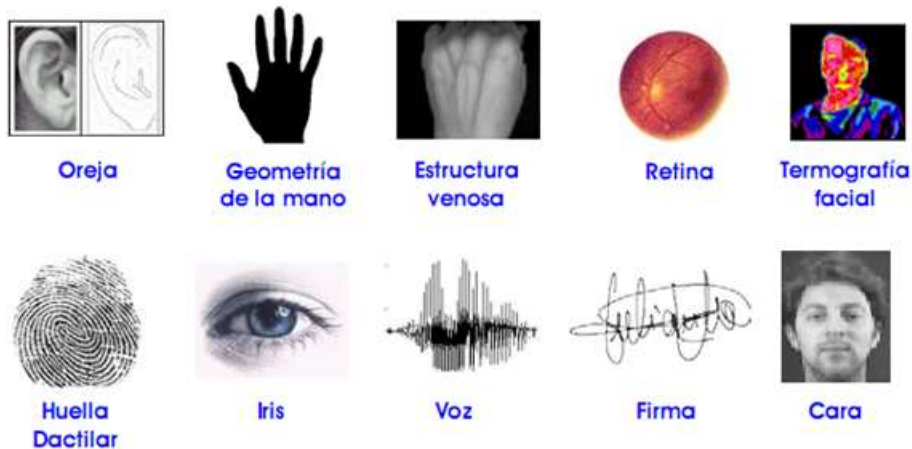 Oreja
Geometría
de la mano
Estructura
venosa
Retina
Termografía
facial
Huella
Dactilar
Iris
Voz
Firma
Cara